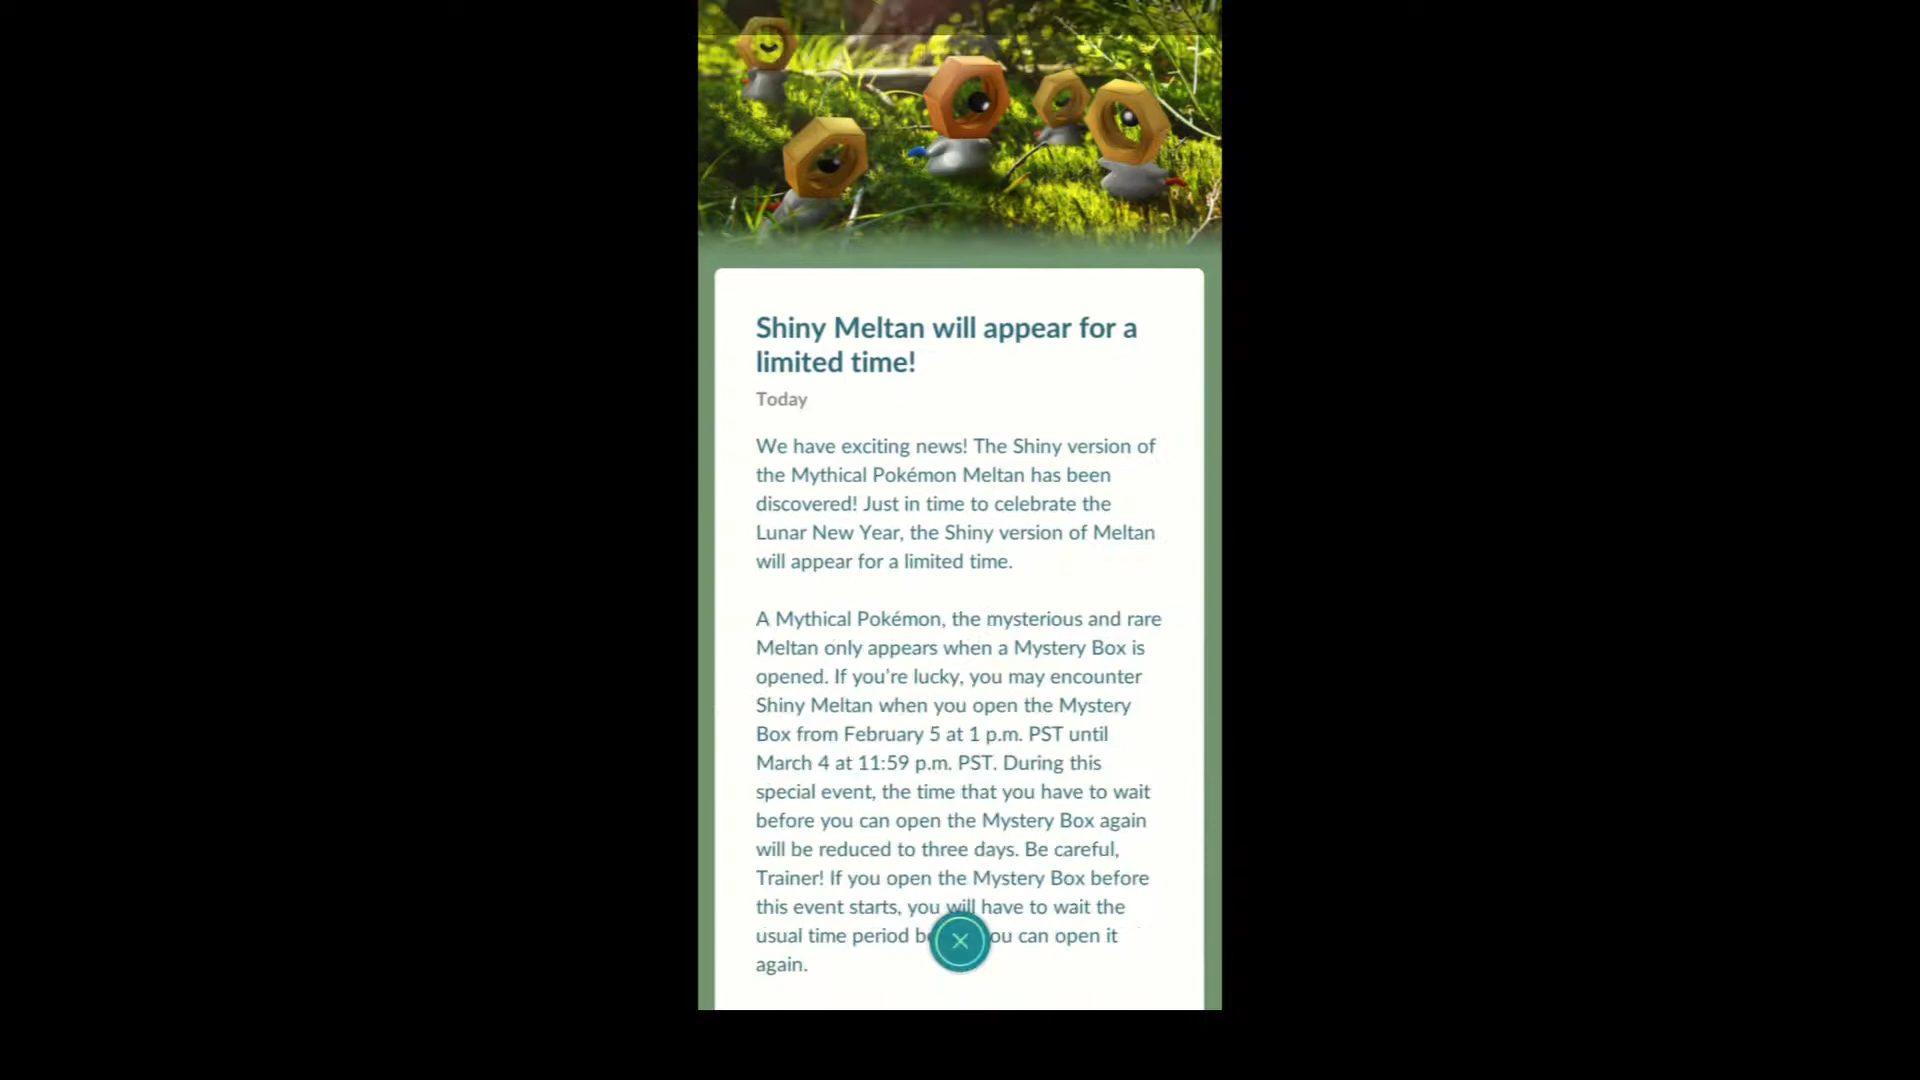 Shiny Meltan will appear for a
limited time!
Today
We have exciting news! The Shiny version of
the Mythical Pokémon Meltan has been
discovered! Just in time to celebrate the
Lunar New Year, the Shiny version of Meltan
will appear for a limited time.
A Mythical Pokémon, the mysterious and rare
Meltan only appears when a Mystery Box is
opened. If you're lucky, you may encounter
Shiny Meltan when you open the Mystery
Box from February 5 at 1 p.m. PST until
March 4 at 11:59 p.m. PST. During this
special event, the time that you have to wait
before you can open the Mystery Box again
will be reduced to three days. Be careful,
Trainer! If you open the Mystery Box before
this event starts, you will have to wait the
usual time period can open it
again.